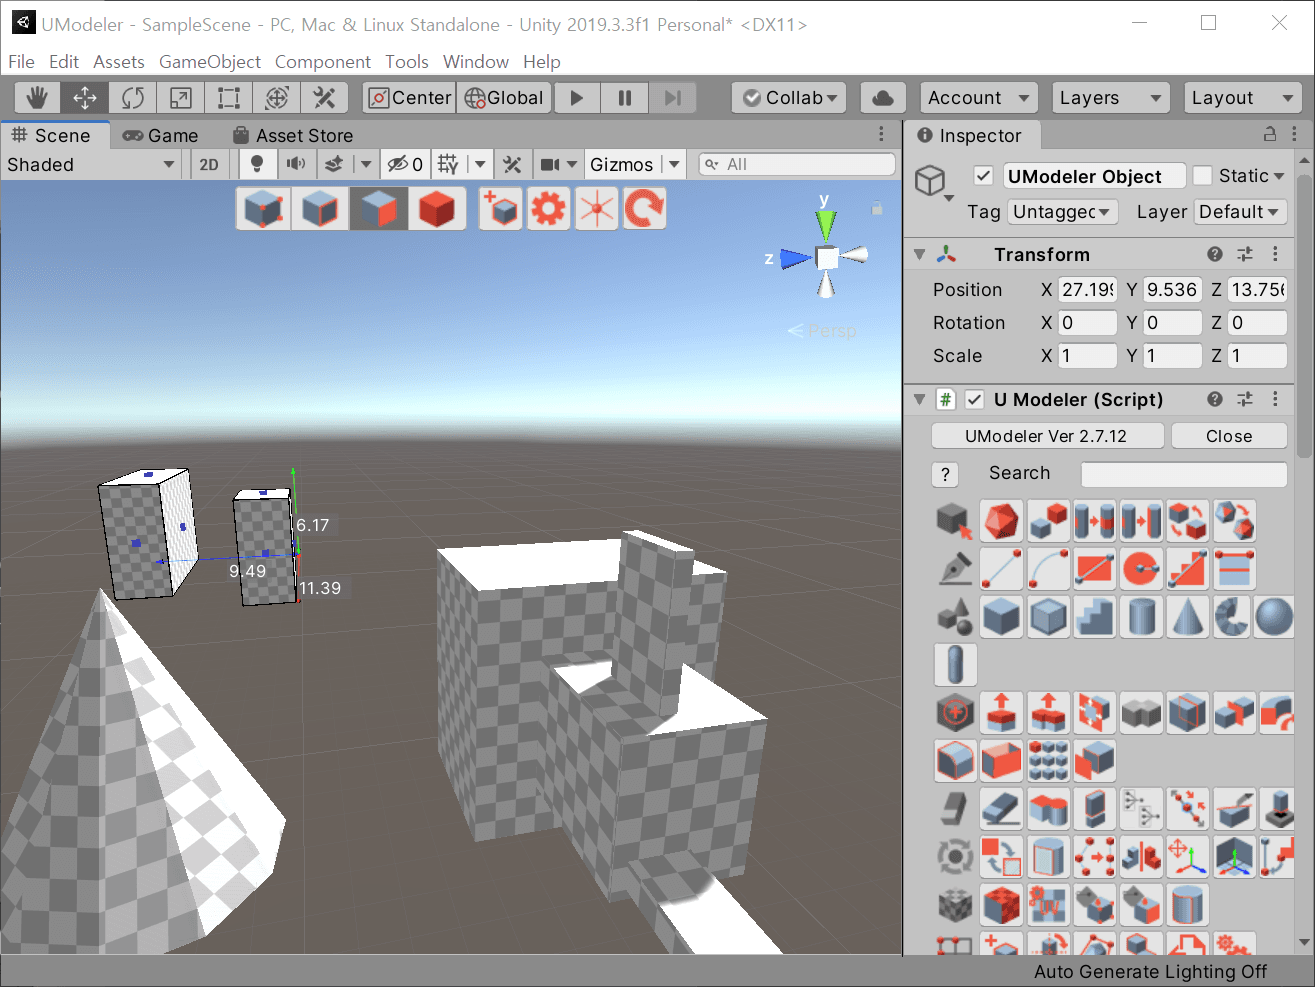 UModeler - SampleScene - PC, Mac & Linux Standalone - Unity 2019.3.3f1 Personal* <DX11>
File Edit Assets GameObject Component Tools Window Help
Center Global Collab Account Layers Layout
Scene Game Asset Store
Shaded 2D 0 Gizmos All
y
z
Persp
6.17
9.49
11.39
Inspector
UModeler Object Static
Tag Untagged Layer Default
Transform
Position X 27.199 Y 9.536 Z 13.756
Rotation X 0 Y 0 Z 0
Scale X 1 Y 1 Z 1
# U Modeler (Script)
UModeler Ver 2.7.12 Close
? Search
UV
Auto Generate Lighting Off